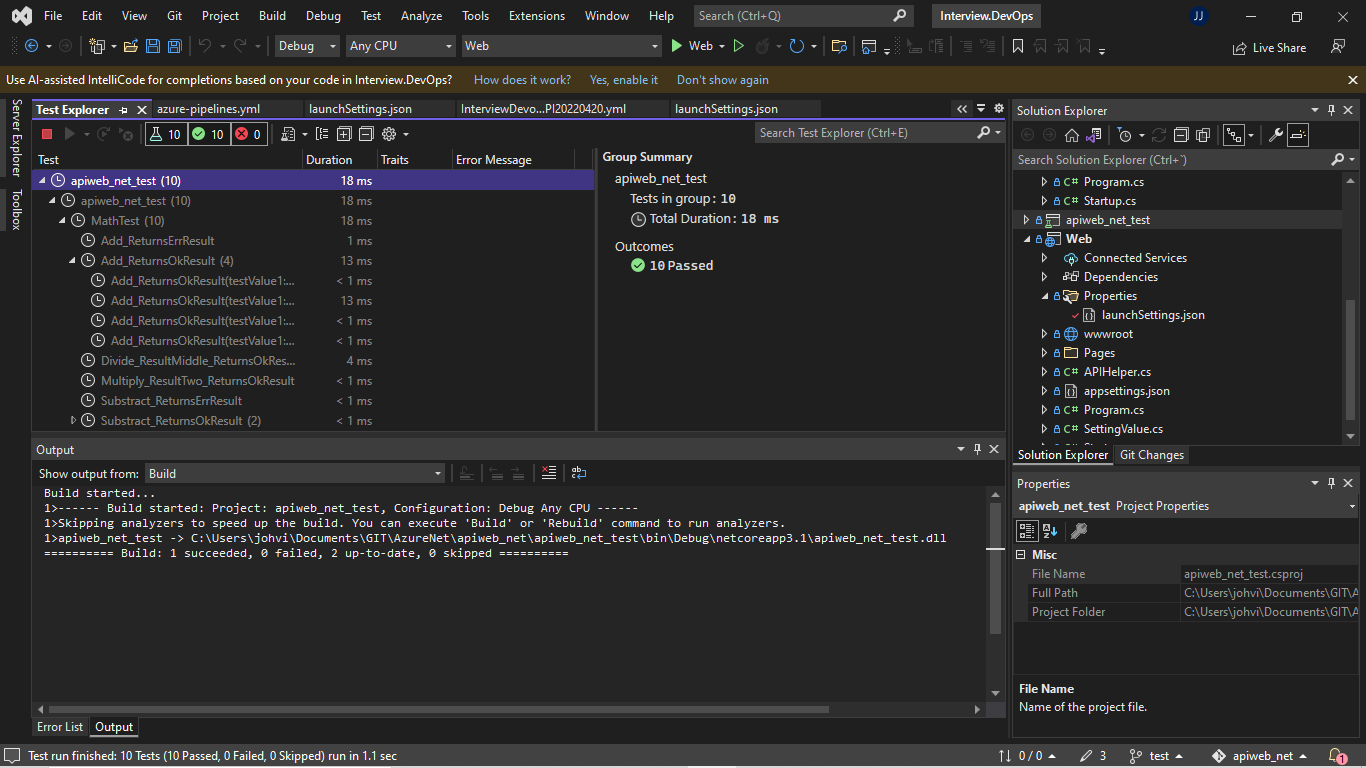 File Edit View Git Project Build Debug Test Analyze Tools Extensions Window Help Search (Ctrl+Q) Interview.DevOps JJ
Debug Any CPU Web Web Live Share
Use AI-assisted IntelliCode for completions based on your code in Interview.DevOps? How does it work? Yes, enable it Don't show again
Server Explorer
Toolbox
Test Explorer azure-pipelines.yml launchSettings.json InterviewDevo...PI20220420.yml launchSettings.json
10 10 0 Search Test Explorer (Ctrl+E)
Test Duration Traits Error Message
apiweb_net_test (10) 18 ms
apiweb_net_test (10) 18 ms
MathTest (10) 18 ms
Add_ReturnsErrResult 1 ms
Add_ReturnsOkResult (4) 13 ms
Add_ReturnsOkResult(testValue1:... < 1 ms
Add_ReturnsOkResult(testValue1:... 13 ms
Add_ReturnsOkResult(testValue1:... < 1 ms
Add_ReturnsOkResult(testValue1:... < 1 ms
Divide_ResultMiddle_ReturnsOkRes... 4 ms
Multiply_ResultTwo_ReturnsOkResult < 1 ms
Substract_ReturnsErrResult < 1 ms
Substract_ReturnsOkResult (2) < 1 ms
Group Summary
apiweb_net_test
Tests in group: 10
Total Duration: 18 ms
Outcomes
10 Passed
Output
Show output from: Build
Build started...
1>------ Build started: Project: apiweb_net_test, Configuration: Debug Any CPU ------
1>Skipping analyzers to speed up the build. You can execute 'Build' or 'Rebuild' command to run analyzers.
1>apiweb_net_test -> C:\Users\johvi\Documents\GIT\AzureNet\apiweb_net\apiweb_net_test\bin\Debug\netcoreapp3.1\apiweb_net_test.dll
========== Build: 1 succeeded, 0 failed, 2 up-to-date, 0 skipped ==========
Error List Output
Solution Explorer
Search Solution Explorer (Ctrl+´)
C# Program.cs
C# Startup.cs
apiweb_net_test
Web
Connected Services
Dependencies
Properties
launchSettings.json
wwwroot
Pages
C# APIHelper.cs
appsettings.json
C# Program.cs
C# SettingValue.cs
Solution Explorer Git Changes
Properties
apiweb_net_test Project Properties
Misc
File Name apiweb_net_test.csproj
Full Path C:\Users\johvi\Documents\GIT\A
Project Folder C:\Users\johvi\Documents\GIT\A
File Name
Name of the project file.
Test run finished: 10 Tests (10 Passed, 0 Failed, 0 Skipped) run in 1.1 sec 0 / 0 3 test apiweb_net 1